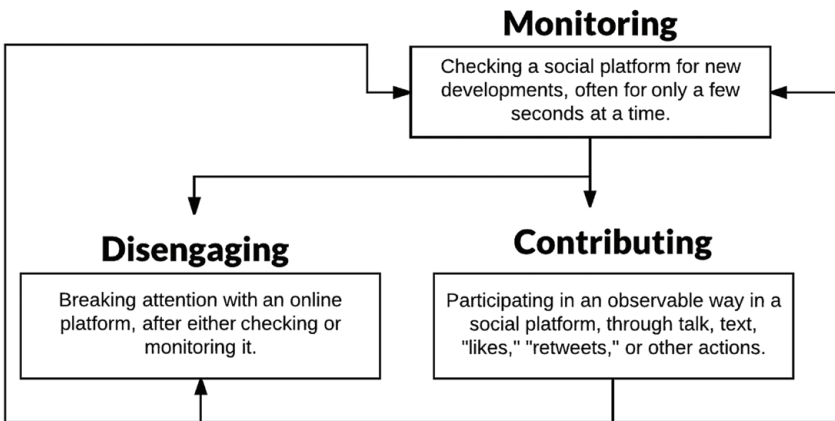 Monitoring
Checking a social platform for new
developments, often for only a few
seconds at a time.
Disengaging
Breaking attention with an online
platform, after either checking or
monitoring it.
Contributing
Participating in an observable way in a
social platform, through talk, text,
"likes," "retweets," or other actions.